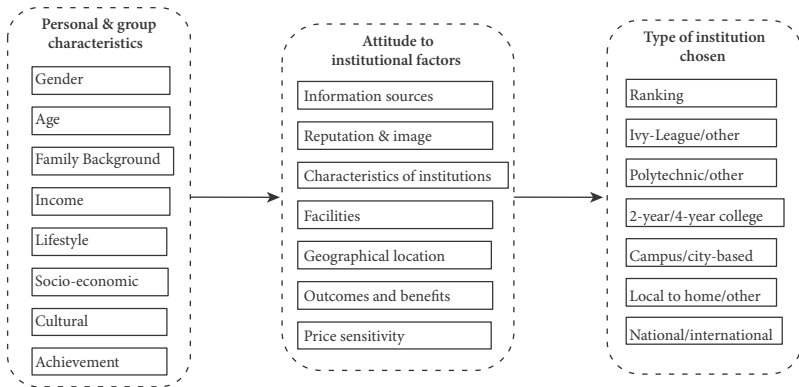 Personal & group
characteristics
Gender
Age
Family Background
Income
Lifestyle
Socio-economic
Cultural
Achievement
Attitude to
institutional factors
Information sources
Reputation & image
Characteristics of institutions
Facilities
Geographical location
Outcomes and benefits
Price sensitivity
Type of institution
chosen
Ranking
Ivy-League/other
Polytechnic/other
2-year/4-year college
Campus/city-based
Local to home/other
National/international